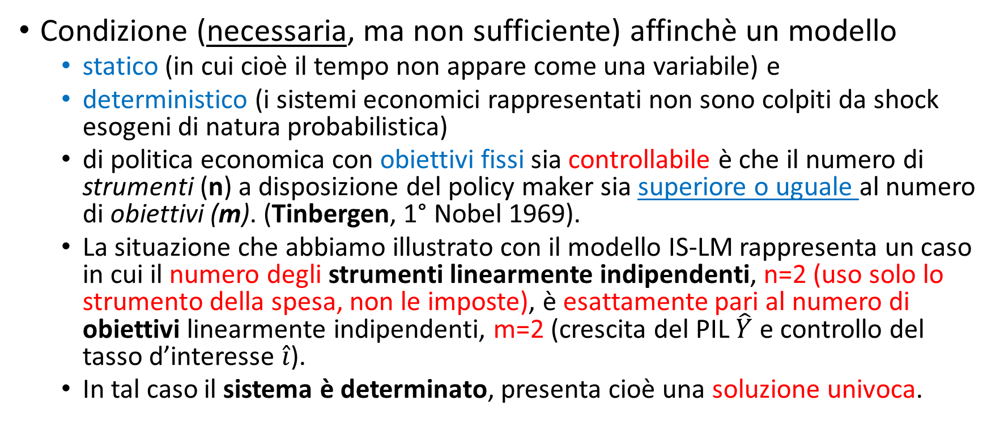 • Condizione (necessaria, ma non sufficiente) affinchè un modello
• statico (in cui cioè il tempo non appare come una variabile) e
• deterministico (i sistemi economici rappresentati non sono colpiti da shock
esogeni di natura probabilistica)
• di politica economica con obiettivi fissi sia controllabile è che il numero di
strumenti (n) a disposizione del policy maker sia superiore o uguale al numero
di obiettivi (m). (Tinbergen, 1° Nobel 1969).
• La situazione che abbiamo illustrato con il modello IS-LM rappresenta un caso
in cui il numero degli strumenti linearmente indipendenti, n=2 (uso solo lo
strumento della spesa, non le imposte), è esattamente pari al numero di
obiettivi linearmente indipendenti, m=2 (crescita del PIL Ŷ e controllo del
tasso d’interesse î).
• In tal caso il sistema è determinato, presenta cioè una soluzione univoca.